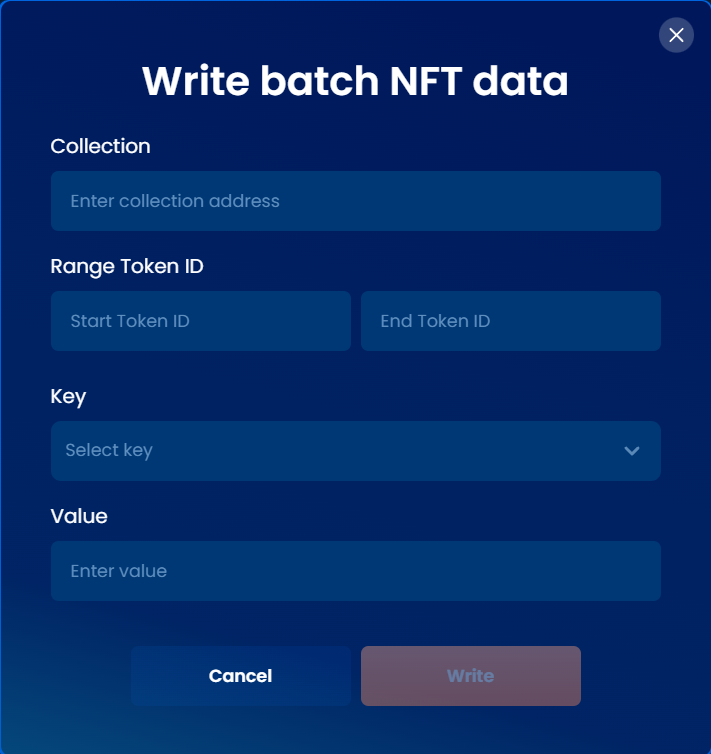 Write batch NFT data
Collection
Enter collection address
Range Token ID
Start Token ID End Token ID
Key
Select key
Value
Enter value
Cancel Write